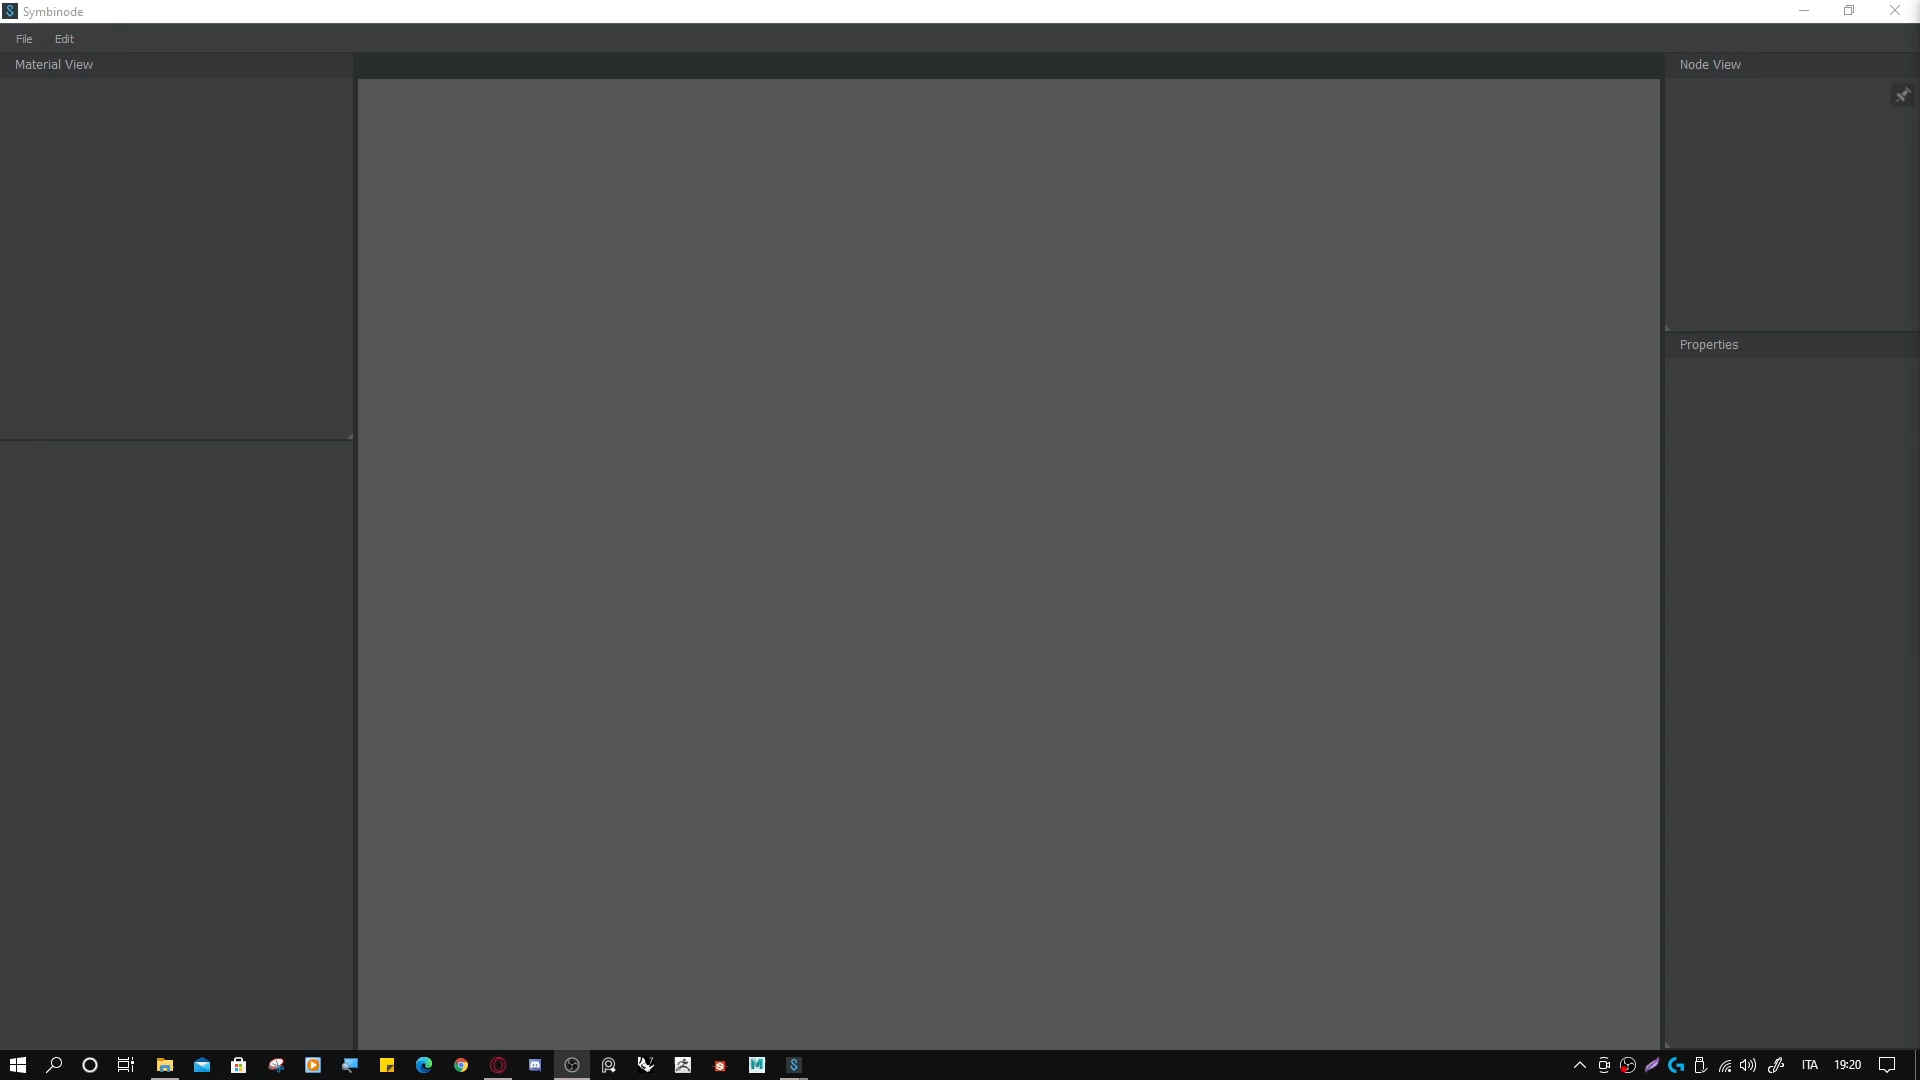 Symbinode
File Edit
Material View
Node View
Properties
ITA 19:20